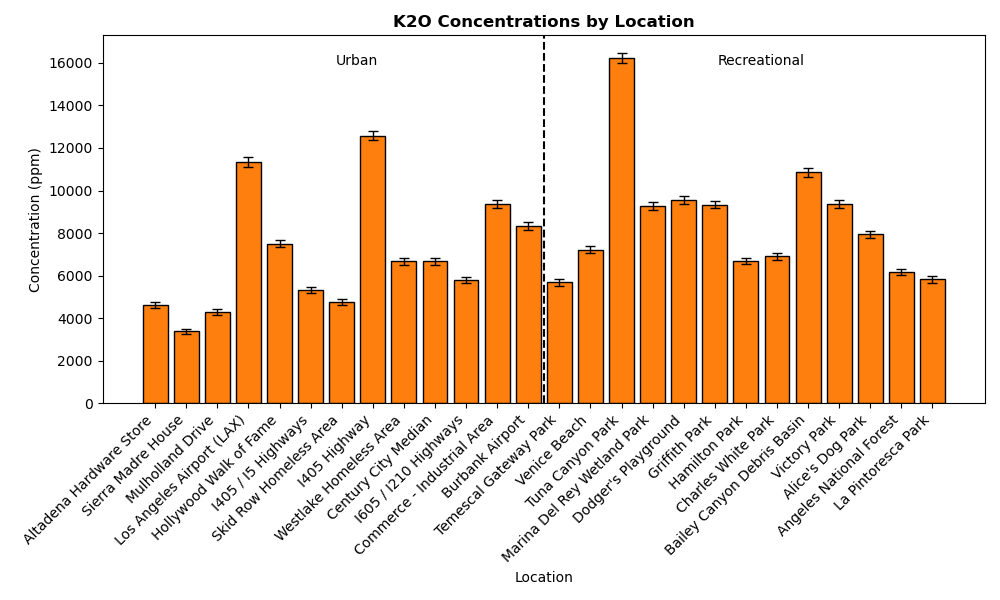 K2O Concentrations by Location
Urban
Recreational
Concentration (ppm)
16000
14000
12000
10000
8000
6000
4000
2000
0
Altadena Hardware Store
Sierra Madre House
Mulholland Drive
Los Angeles Airport (LAX)
Hollywood Walk of Fame
I405 / I5 Highways
Skid Row Homeless Area
I405 Highway
Westlake Homeless Area
Century City Median
I605 / I210 Highways
Commerce - Industrial Area
Burbank Airport
Temescal Gateway Park
Venice Beach
Tuna Canyon Park
Marina Del Rey Wetland Park
Dodger's Playground
Griffith Park
Hamilton Park
Charles White Park
Bailey Canyon Debris Basin
Victory Park
Alice's Dog Park
Angeles National Forest
La Pintoresca Park
Location